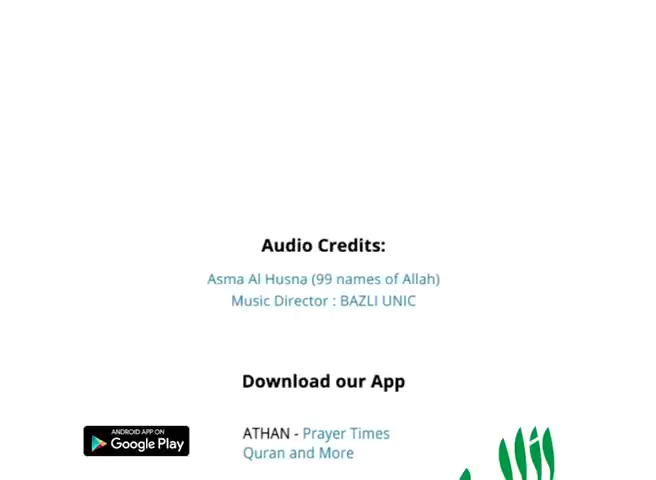 Audio Credits:
Asma Al Husna (99 names of Allah)
Music Director : BAZLI UNIC
Download our App
ANDROID APP ON
Google Play
ATHAN - Prayer Times
Quran and More